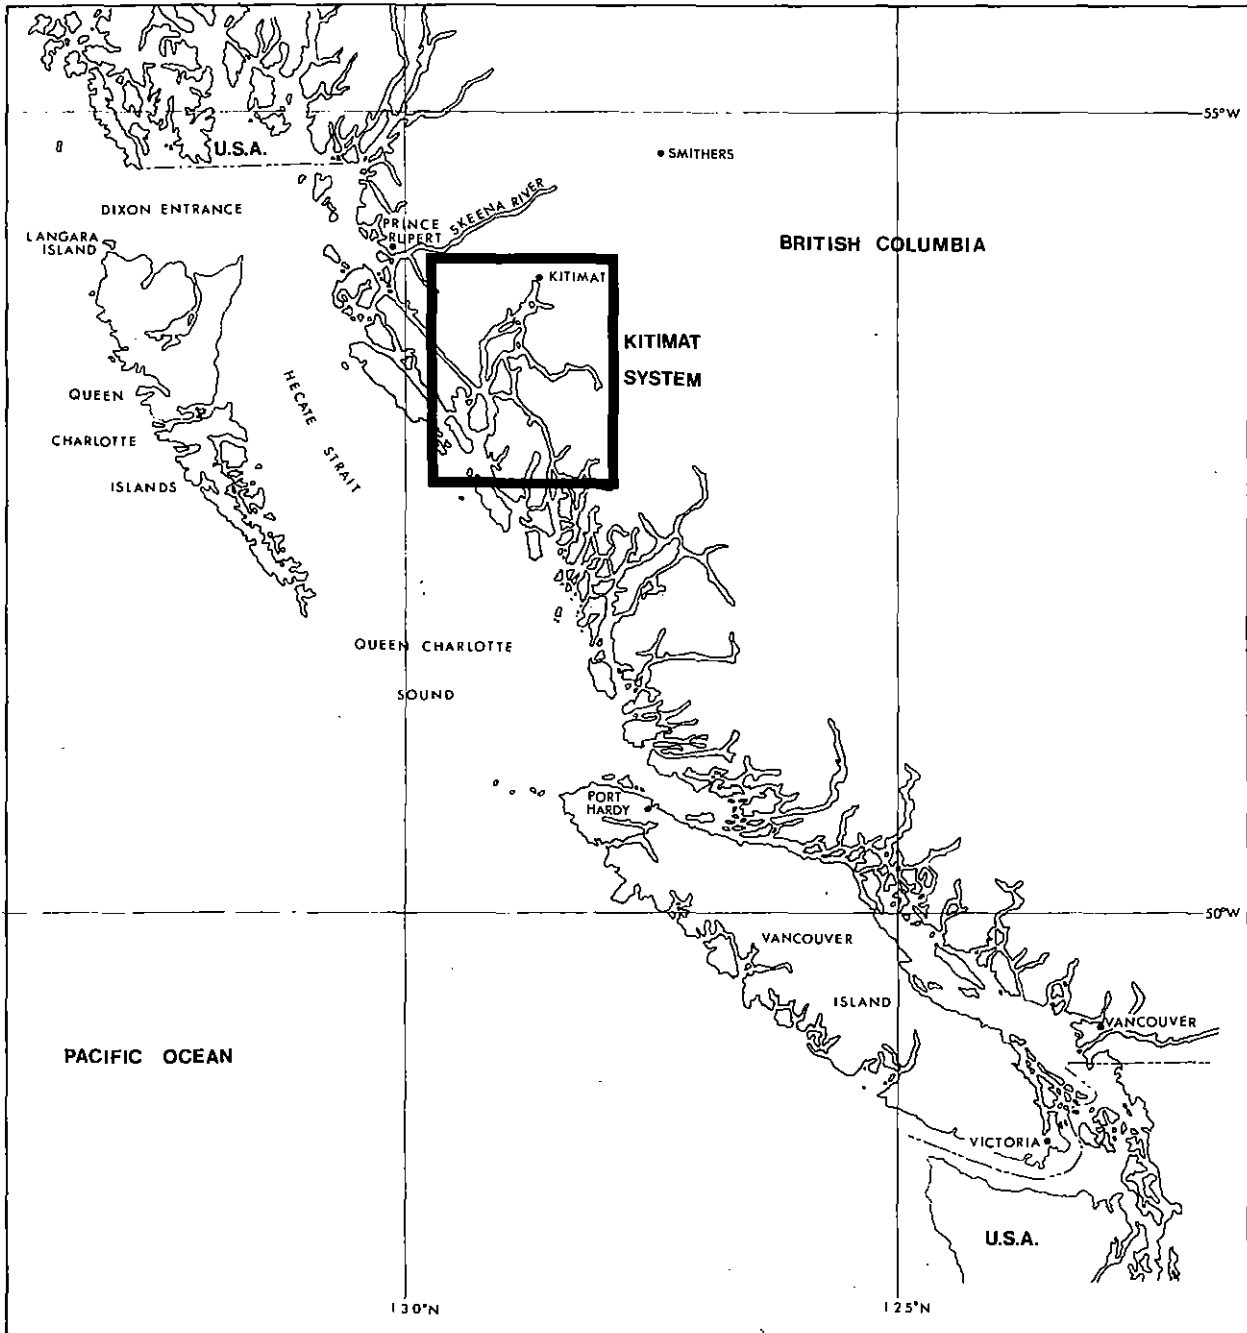 55°W
U.S.A.
SMITHERS
DIXON ENTRANCE
SKEENA RIVER
PRINCE
RUPERT
LANGARA
ISLAND
BRITISH COLUMBIA
KITIMAT
KITIMAT
SYSTEM
HECATE STRAIT
QUEEN
CHARLOTTE
ISLANDS
QUEEN CHARLOTTE
SOUND
PORT
HARDY
50°W
VANCOUVER
ISLAND
VANCOUVER
PACIFIC OCEAN
VICTORIA
U.S.A.
130°N
125°N